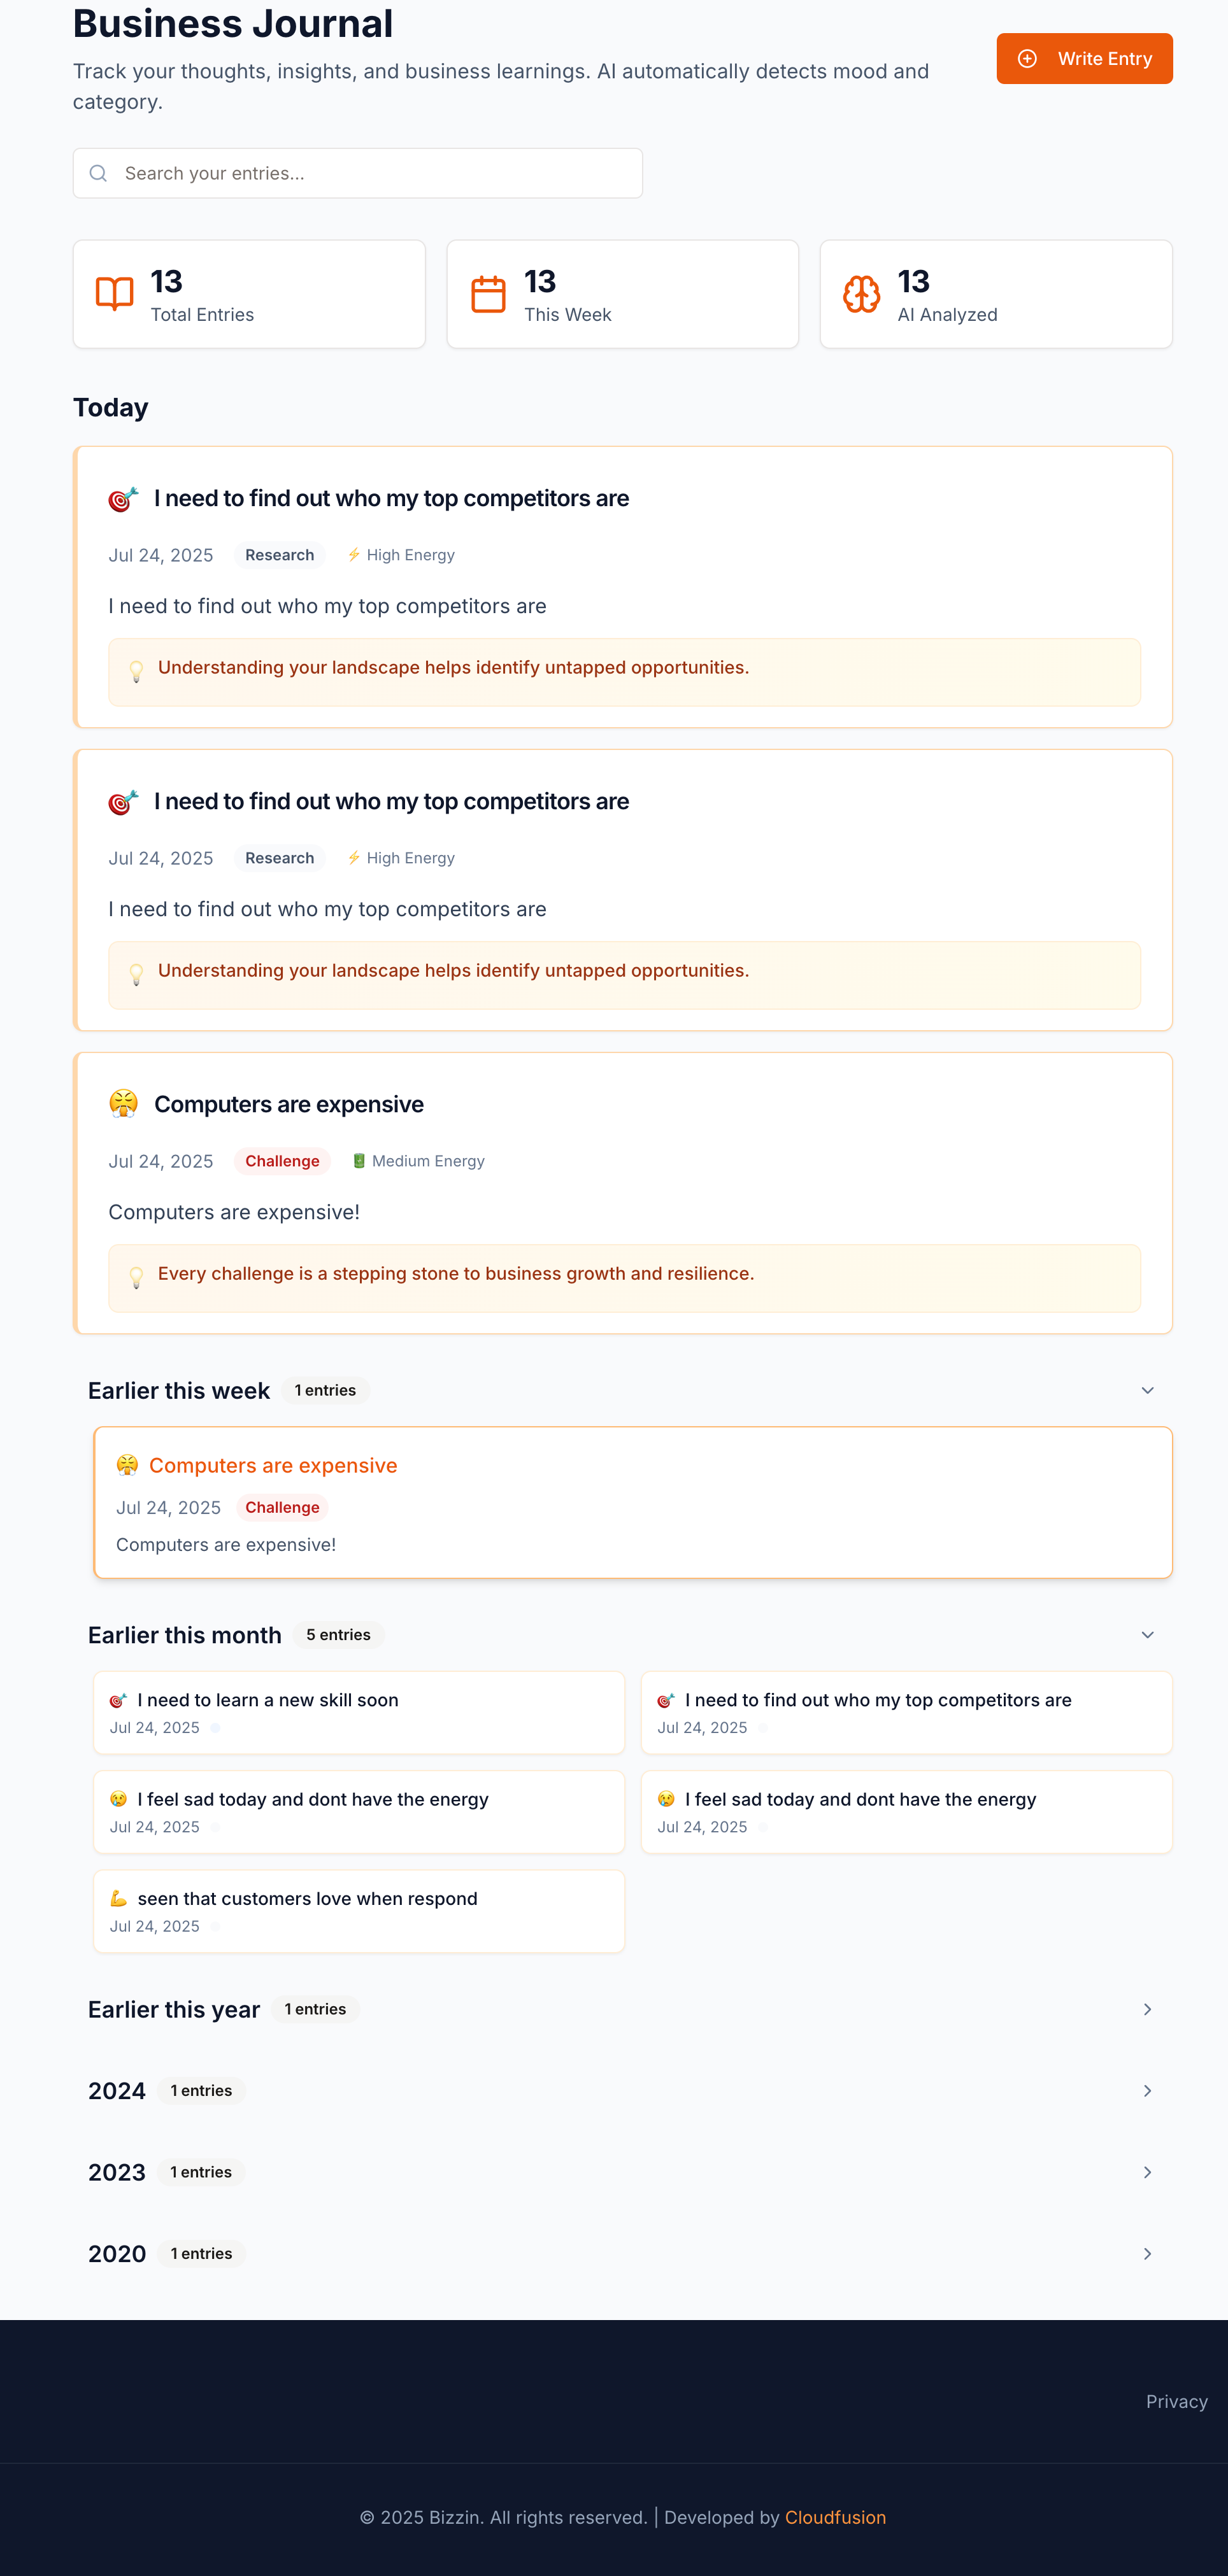 Business Journal
Track your thoughts, insights, and business learnings. AI automatically detects mood and
category.
Write Entry
Search your entries...
13
Total Entries
13
This Week
13
AI Analyzed
Today
I need to find out who my top competitors are
Jul 24, 2025 Research High Energy
I need to find out who my top competitors are
Understanding your landscape helps identify untapped opportunities.
I need to find out who my top competitors are
Jul 24, 2025 Research High Energy
I need to find out who my top competitors are
Understanding your landscape helps identify untapped opportunities.
Computers are expensive
Jul 24, 2025 Challenge Medium Energy
Computers are expensive!
Every challenge is a stepping stone to business growth and resilience.
Earlier this week 1 entries
Computers are expensive
Jul 24, 2025 Challenge
Computers are expensive!
Earlier this month 5 entries
I need to learn a new skill soon
Jul 24, 2025
I need to find out who my top competitors are
Jul 24, 2025
I feel sad today and dont have the energy
Jul 24, 2025
I feel sad today and dont have the energy
Jul 24, 2025
seen that customers love when respond
Jul 24, 2025
Earlier this year 1 entries
2024 1 entries
2023 1 entries
2020 1 entries
Privacy
© 2025 Bizzin. All rights reserved. | Developed by Cloudfusion